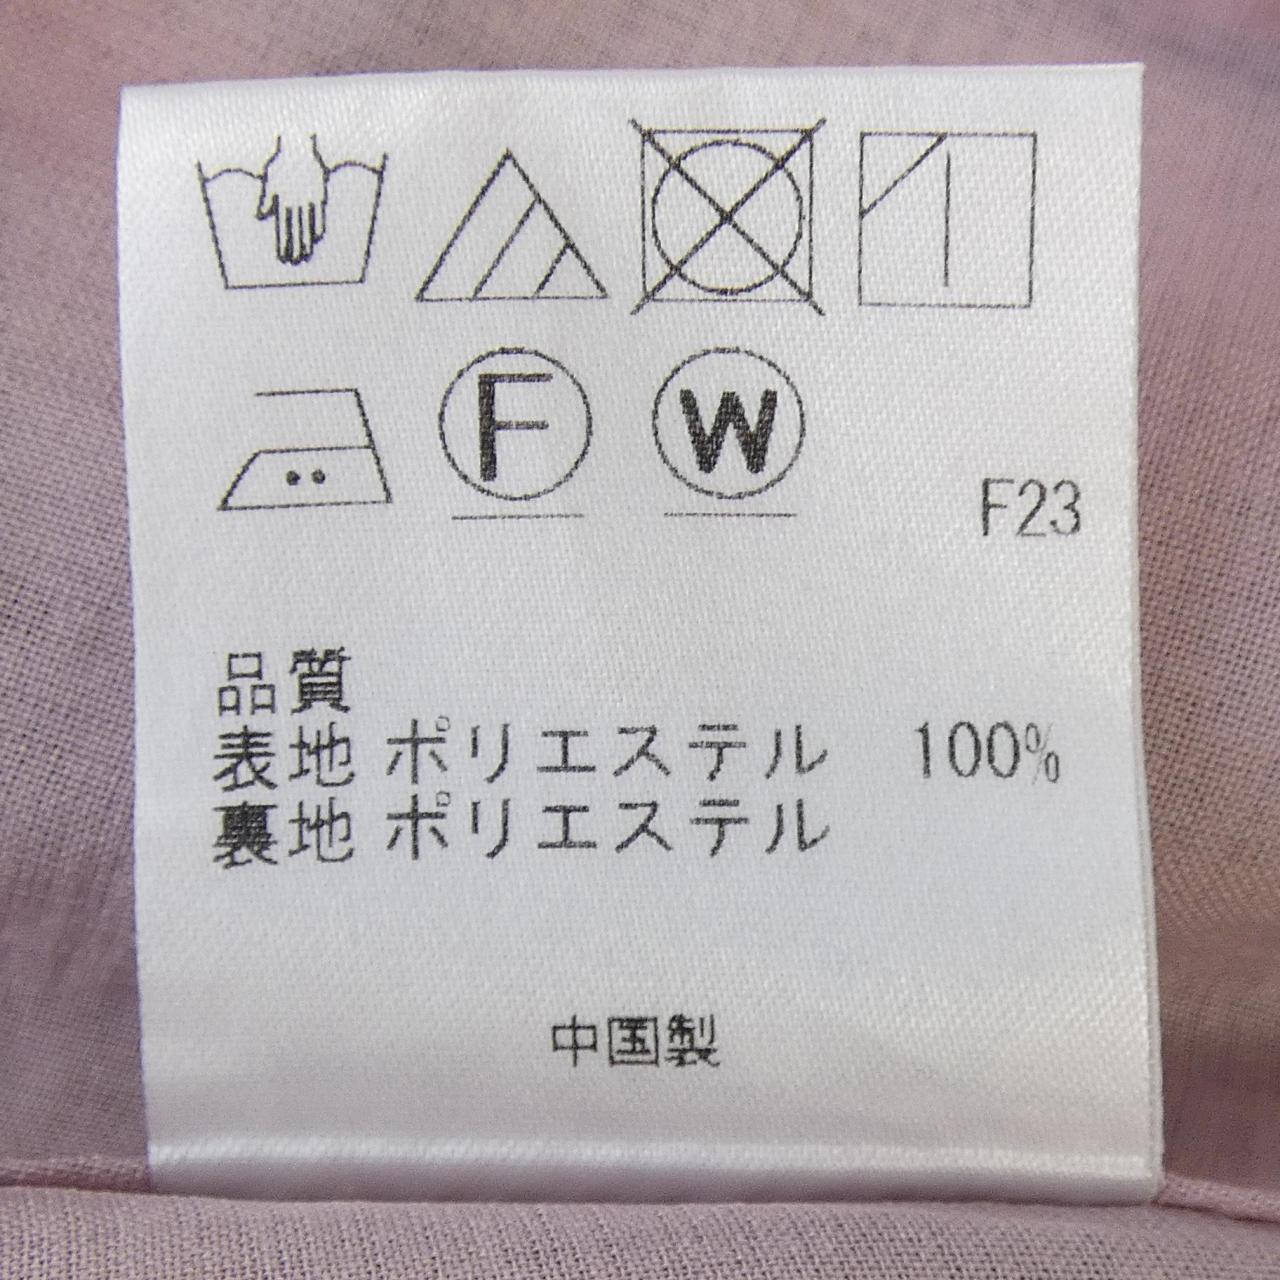 F W
F23
品質
表地 ポリエステル 100%
裏地 ポリエステル
中国製